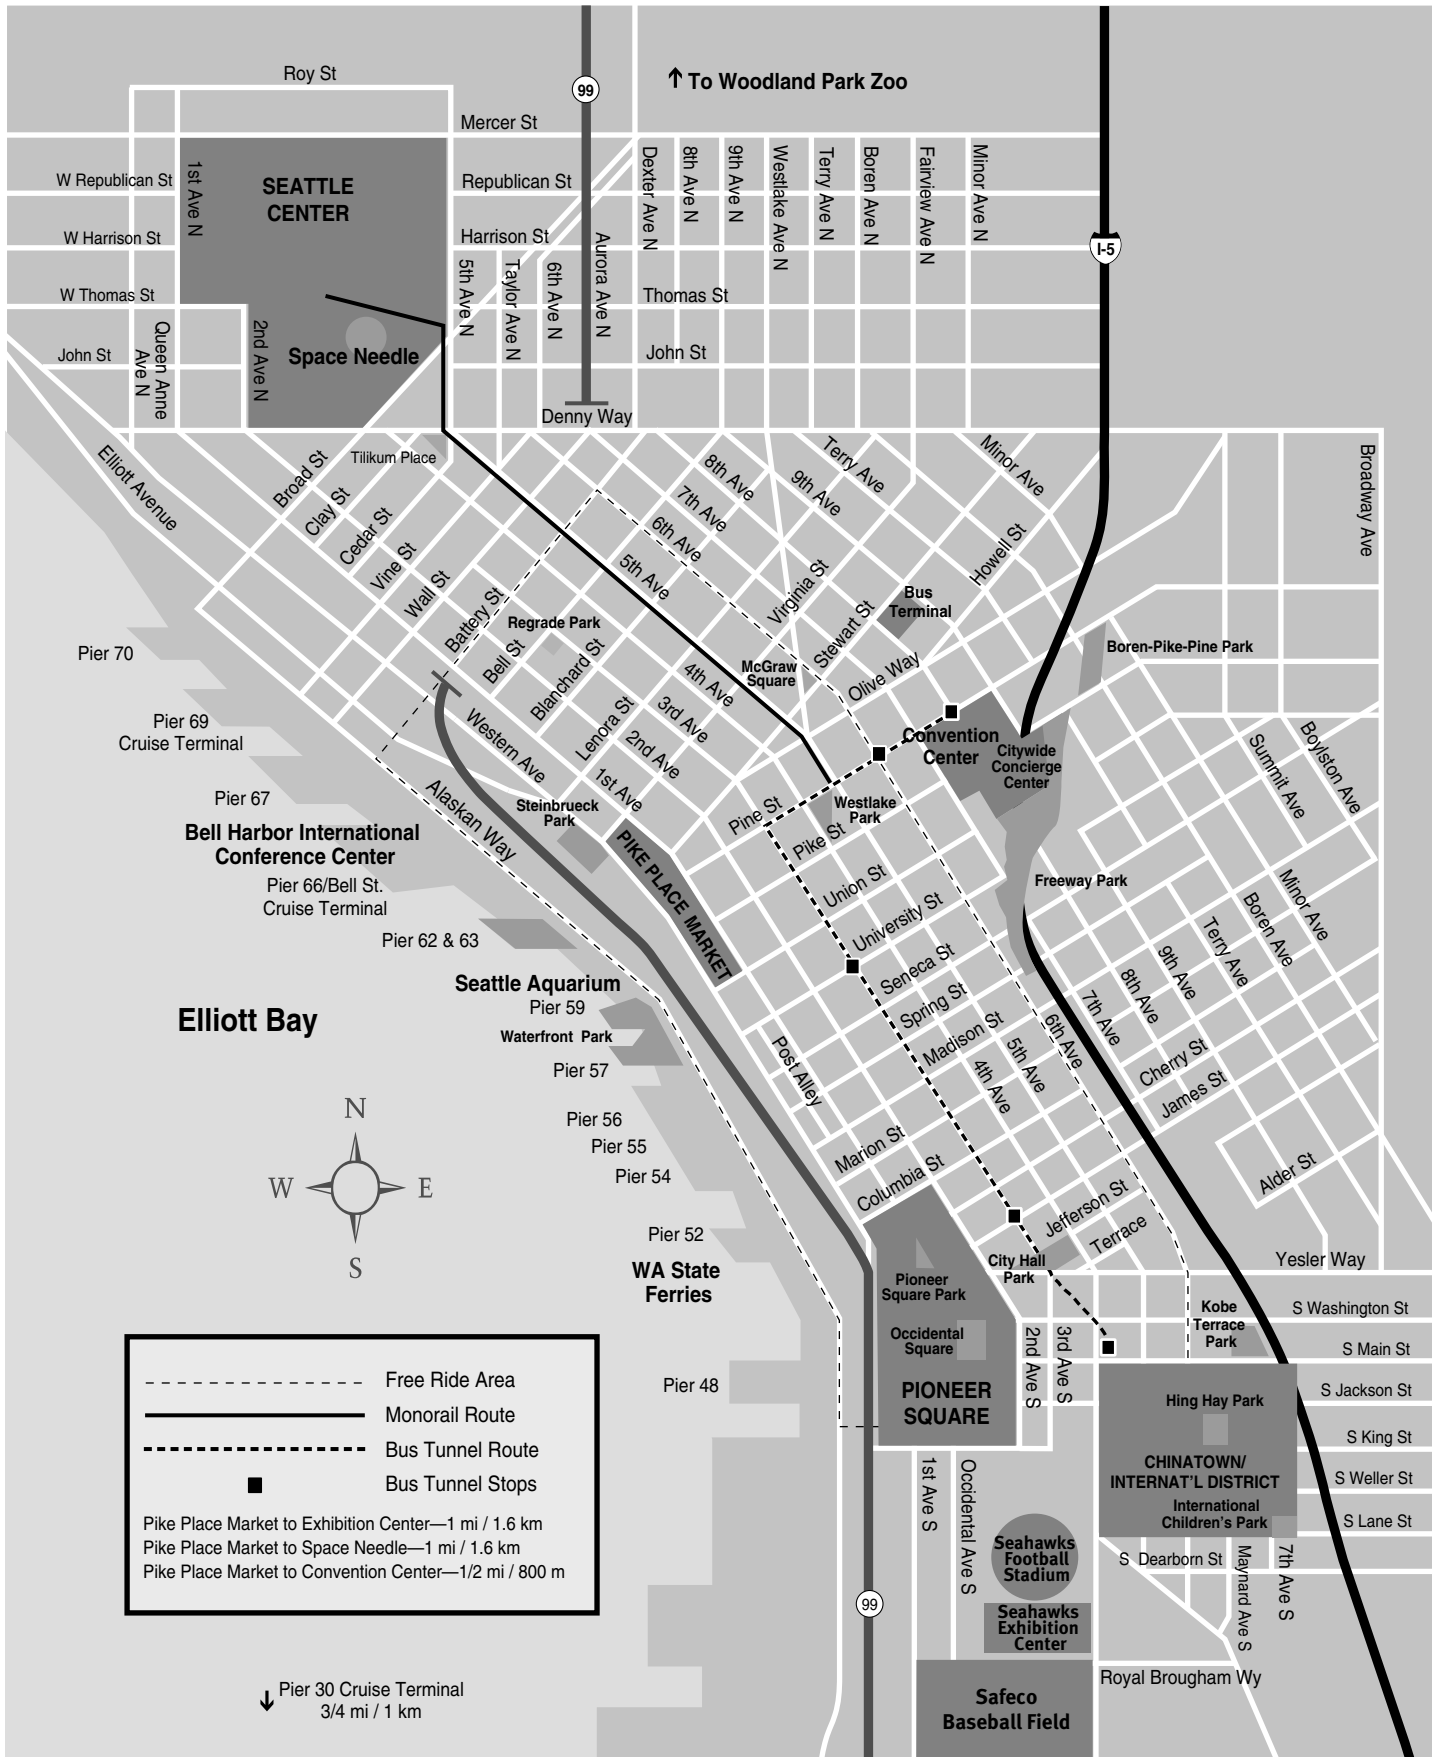 Roy St
99
To Woodland Park Zoo
Mercer St
W Republican St
1st Ave N
SEATTLE
CENTER
Republican St
Dexter Ave N
8th Ave N
9th Ave N
Westlake Ave N
Terry Ave N
Boren Ave N
Fairview Ave N
Minor Ave N
W Harrison St
Harrison St
I-5
5th Ave N
Taylor Ave N
6th Ave N
Aurora Ave N
W Thomas St
Thomas St
John St
Queen Anne
Ave N
2nd Ave N
Space Needle
John St
Denny Way
Elliott Avenue
Broad St
Tilikum Place
Clay St
Cedar St
Vine St
Wall St
Battery St
Bell St
Blanchard St
Lenora St
8th Ave
7th Ave
6th Ave
5th Ave
9th Ave
Terry Ave
Minor Ave
Howell St
Virginia St
Stewart St
Olive Way
Bus
Terminal
Broadway Ave
Regrade Park
McGraw
Square
Boren-Pike-Pine Park
4th Ave
3rd Ave
2nd Ave
1st Ave
Western Ave
Alaskan Way
Pier 70
Pier 69
Cruise Terminal
Pier 67
Bell Harbor International
Conference Center
Pier 66/Bell St.
Cruise Terminal
Pier 62 & 63
Steinbrueck
Park
PIKE PLACE MARKET
Convention
Center
Citywide
Concierge
Center
Summit Ave
Boylston Ave
Westlake
Park
Pine St
Pike St
Union St
University St
Seneca St
Spring St
Madison St
Freeway Park
Minor Ave
Boren Ave
Terry Ave
9th Ave
8th Ave
7th Ave
6th Ave
5th Ave
4th Ave
Seattle Aquarium
Pier 59
Waterfront Park
Pier 57
Elliott Bay
Post Alley
Cherry St
James St
Pier 56
Pier 55
Pier 54
N
W
E
S
Marion St
Columbia St
Alder St
Jefferson St
Terrace
Pier 52
WA State
Ferries
City Hall
Park
Yesler Way
Pioneer
Square Park
Occidental
Square
PIONEER
SQUARE
2nd Ave S
3rd Ave S
Kobe
Terrace
Park
S Washington St
S Main St
S Jackson St
S King St
S Weller St
S Lane St
Pier 48
Hing Hay Park
CHINATOWN/
INTERNAT'L DISTRICT
International
Children's Park
Free Ride Area
Monorail Route
Bus Tunnel Route
Bus Tunnel Stops
Pike Place Market to Exhibition Center—1 mi / 1.6 km
Pike Place Market to Space Needle—1 mi / 1.6 km
Pike Place Market to Convention Center—1/2 mi / 800 m
1st Ave S
Occidental Ave S
Seahawks
Football
Stadium
Seahawks
Exhibition
Center
S Dearborn St
Maynard Ave S
7th Ave S
99
Royal Brougham Wy
Safeco
Baseball Field
Pier 30 Cruise Terminal
3/4 mi / 1 km